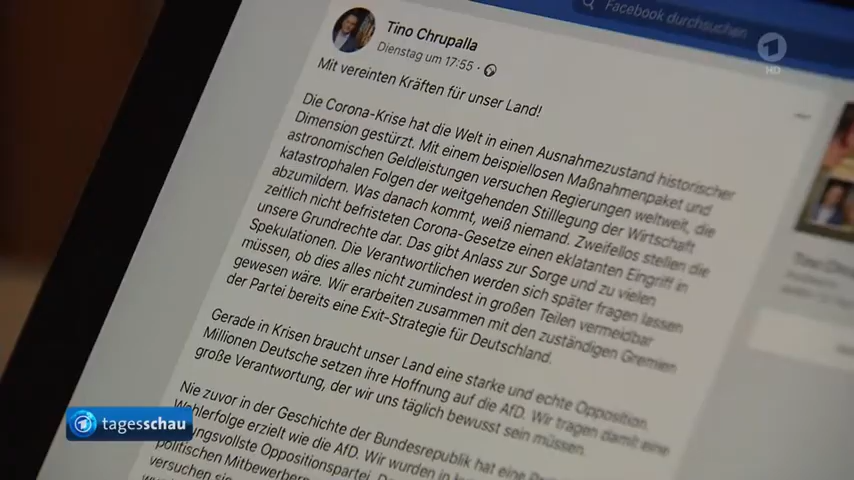 Facebook durchsuchen
1
HD
Tino Chrupalla
Dienstag um 17:55 ·
Mit vereinten Kräften für unser Land!
Die Corona-Krise hat die Welt in einen Ausnahmezustand historischer
Dimension gestürzt. Mit einem beispiellosen Maßnahmenpaket und
astronomischen Geldleistungen versuchen Regierungen weltweit, die
katastrophalen Folgen der weitgehenden Stilllegung der Wirtschaft
abzumildern. Was danach kommt, weiß niemand. Zweifellos stellen die
zeitlich nicht befristeten Corona-Gesetze einen eklatanten Eingriff in
unsere Grundrechte dar. Das gibt Anlass zur Sorge und zu vielen
Spekulationen. Die Verantwortlichen werden sich später fragen lassen
müssen, ob dies alles nicht zumindest in großen Teilen vermeidbar
gewesen wäre. Wir erarbeiten zusammen mit den zuständigen Gremien
der Partei bereits eine Exit-Strategie für Deutschland.
Gerade in Krisen braucht unser Land eine starke und echte Opposition.
Millionen Deutsche setzen ihre Hoffnung auf die AfD. Wir tragen damit eine
große Verantwortung, der wir uns täglich bewusst sein müssen.
Nie zuvor in der Geschichte der Bundesrepublik hat eine
Wahlerfolge erzielt wie die AfD. Wir wurden in
Oppositionspartei.
politischen Mitbewerbern
versuchen
Tino
tagesschau